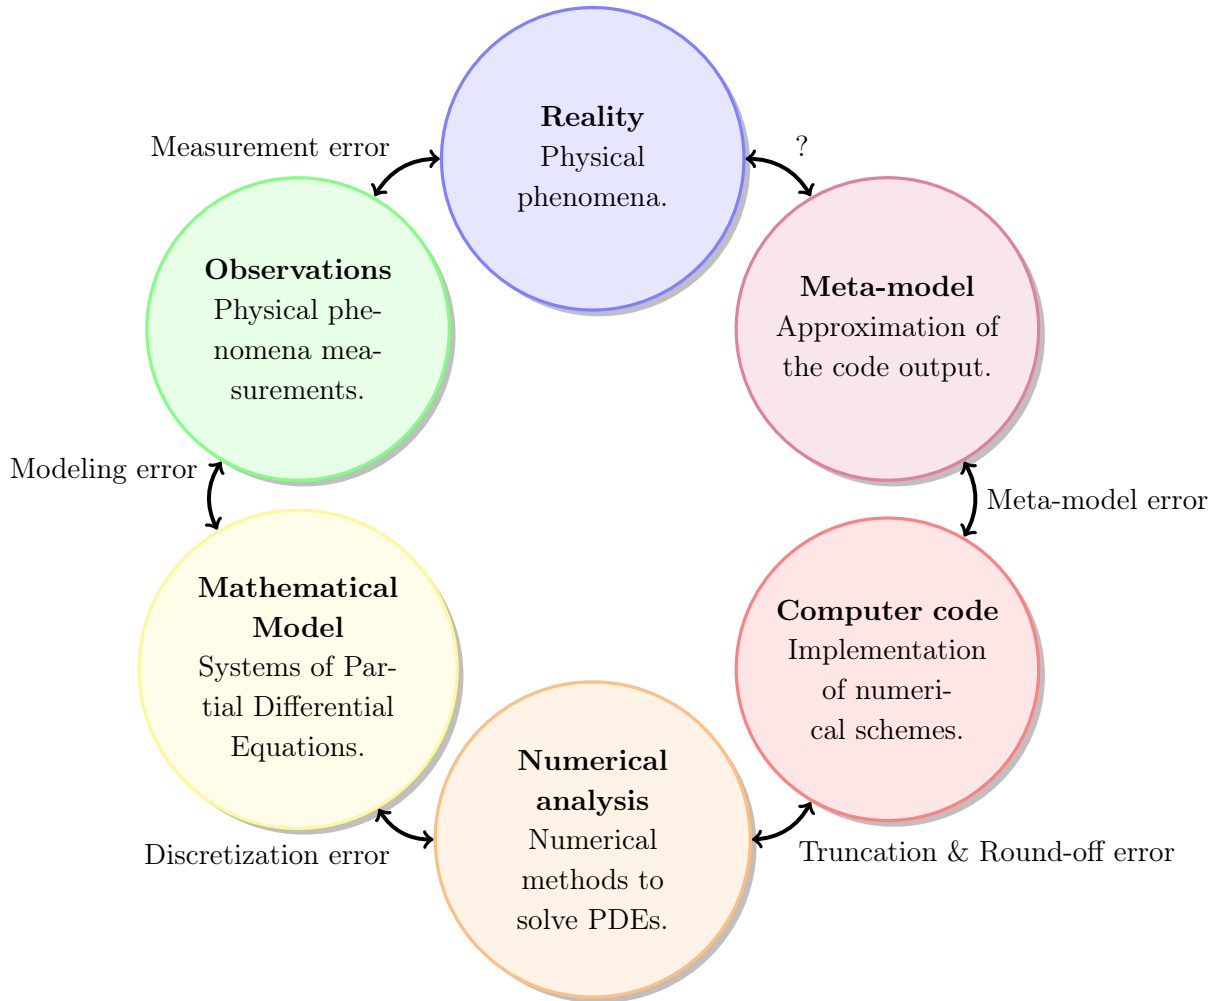 Reality
Physical
phenomena.
Measurement error
?
Observations
Physical phe-
nomena mea-
surements.
Meta-model
Approximation of
the code output.
Modeling error
Meta-model error
Mathematical
Model
Systems of Par-
tial Differential
Equations.
Computer code
Implementation
of numeri-
cal schemes.
Numerical
analysis
Numerical
methods to
solve PDEs.
Discretization error
Truncation & Round-off error